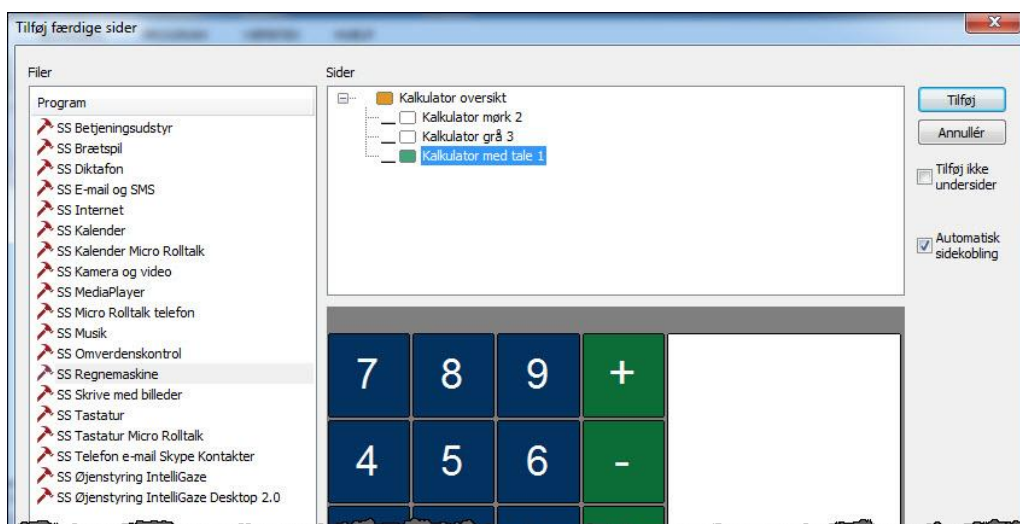 Tilføj færdige sider
Filer
Sider
Program
SS Betjeningsudstyr
SS Brætspil
SS Diktafon
SS E-mail og SMS
SS Internet
SS Kalender
SS Kalender Micro Rolltalk
SS Kamera og video
SS MediaPlayer
SS Micro Rolltalk telefon
SS Musik
SS Omverdenskontrol
SS Regnemaskine
SS Skrive med billeder
SS Tastatur
SS Tastatur Micro Rolltalk
SS Telefon e-mail Skype Kontakter
SS Øjenstyring IntelliGaze
SS Øjenstyring IntelliGaze Desktop 2.0
Kalkulator oversikt
Kalkulator mørk 2
Kalkulator grå 3
Kalkulator med tale 1
Tilføj
Annullér
Tilføj ikke
undersider
Automatisk
sidekobling
7 8 9 +
4 5 6 -